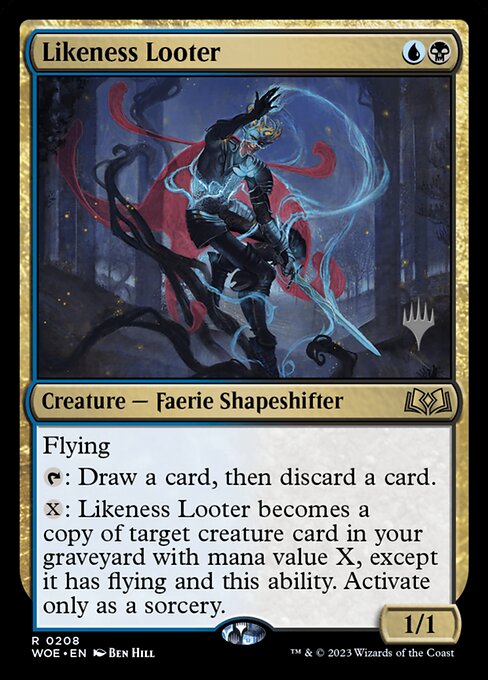 Likeness Looter
Creature — Faerie Shapeshifter
Flying
: Draw a card, then discard a card.
X: Likeness Looter becomes a
copy of target creature card in your
graveyard with mana value X, except
it has flying and this ability. Activate
only as a sorcery.
1/1
R 0208
WOE • EN Ben Hill
™ & © 2023 Wizards of the Coast